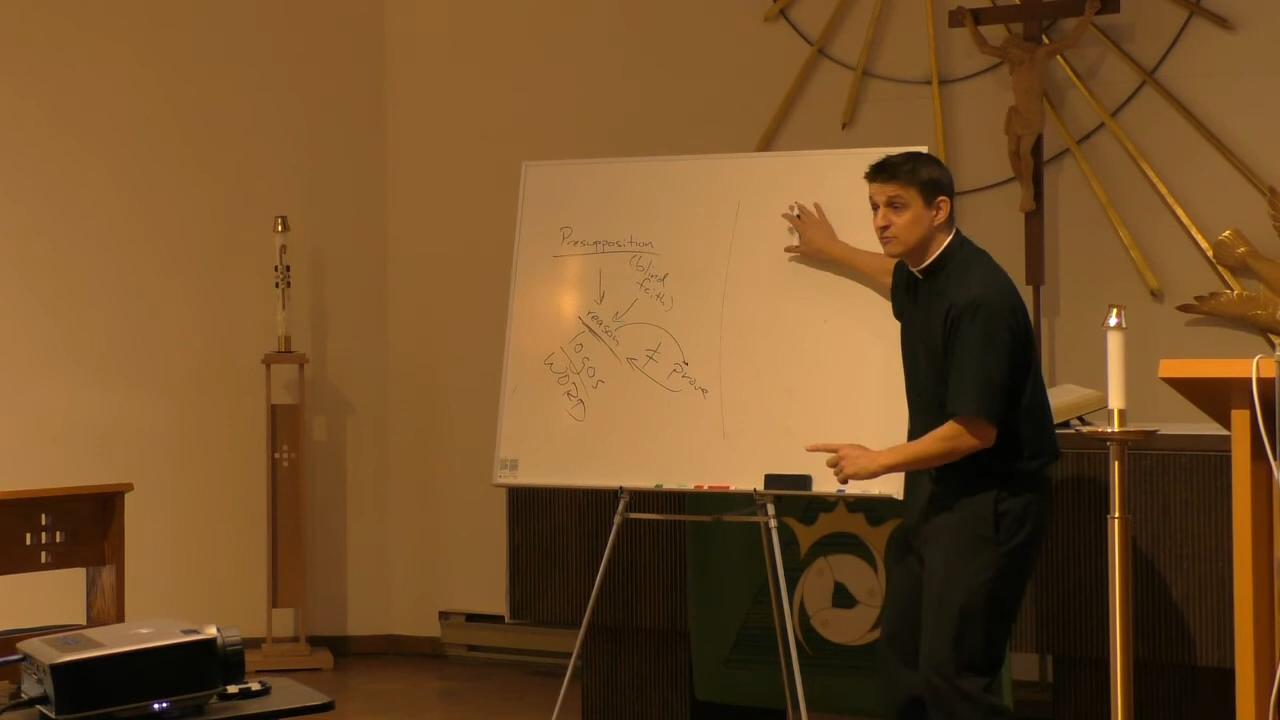 Presupposition
(blind
faith)
reason
logos
WORD
≠
prove